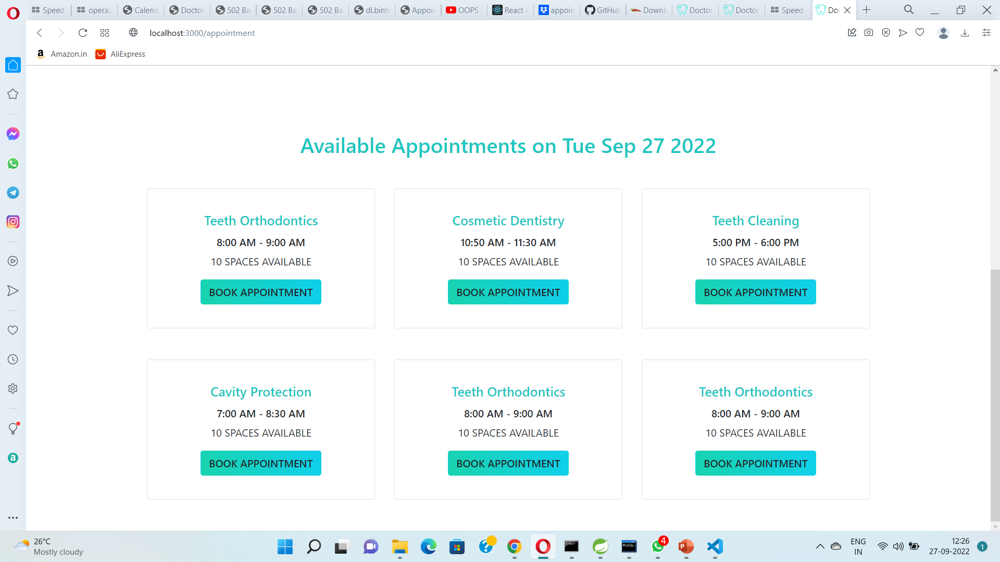 Speed
opera:/
Calend
Doctor
502 Ba
502 Ba
502 Ba
dl.bintr
Appoin
OOPS
React
appoin
GitHub
Downl
Doctor
Doctor
Speed
Do
localhost:3000/appointment
Amazon.in
AliExpress
Available Appointments on Tue Sep 27 2022
Teeth Orthodontics
8:00 AM - 9:00 AM
10 SPACES AVAILABLE
BOOK APPOINTMENT
Cosmetic Dentistry
10:50 AM - 11:30 AM
10 SPACES AVAILABLE
BOOK APPOINTMENT
Teeth Cleaning
5:00 PM - 6:00 PM
10 SPACES AVAILABLE
BOOK APPOINTMENT
Cavity Protection
7:00 AM - 8:30 AM
10 SPACES AVAILABLE
BOOK APPOINTMENT
Teeth Orthodontics
8:00 AM - 9:00 AM
10 SPACES AVAILABLE
BOOK APPOINTMENT
Teeth Orthodontics
8:00 AM - 9:00 AM
10 SPACES AVAILABLE
BOOK APPOINTMENT
26°C
Mostly cloudy
MySQL
4
ENG
IN
12:26
27-09-2022
1